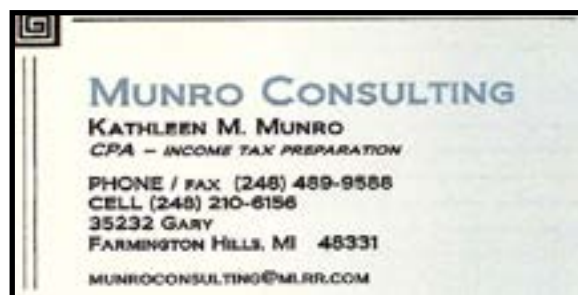 MUNRO CONSULTING
KATHLEEN M. MUNRO
CPA – INCOME TAX PREPARATION
PHONE / FAX (248) 489-9588
CELL (248) 210-6156
35232 GARY
FARMINGTON HILLS, MI 48331
MUNROCONSULTING@MI.RR.COM